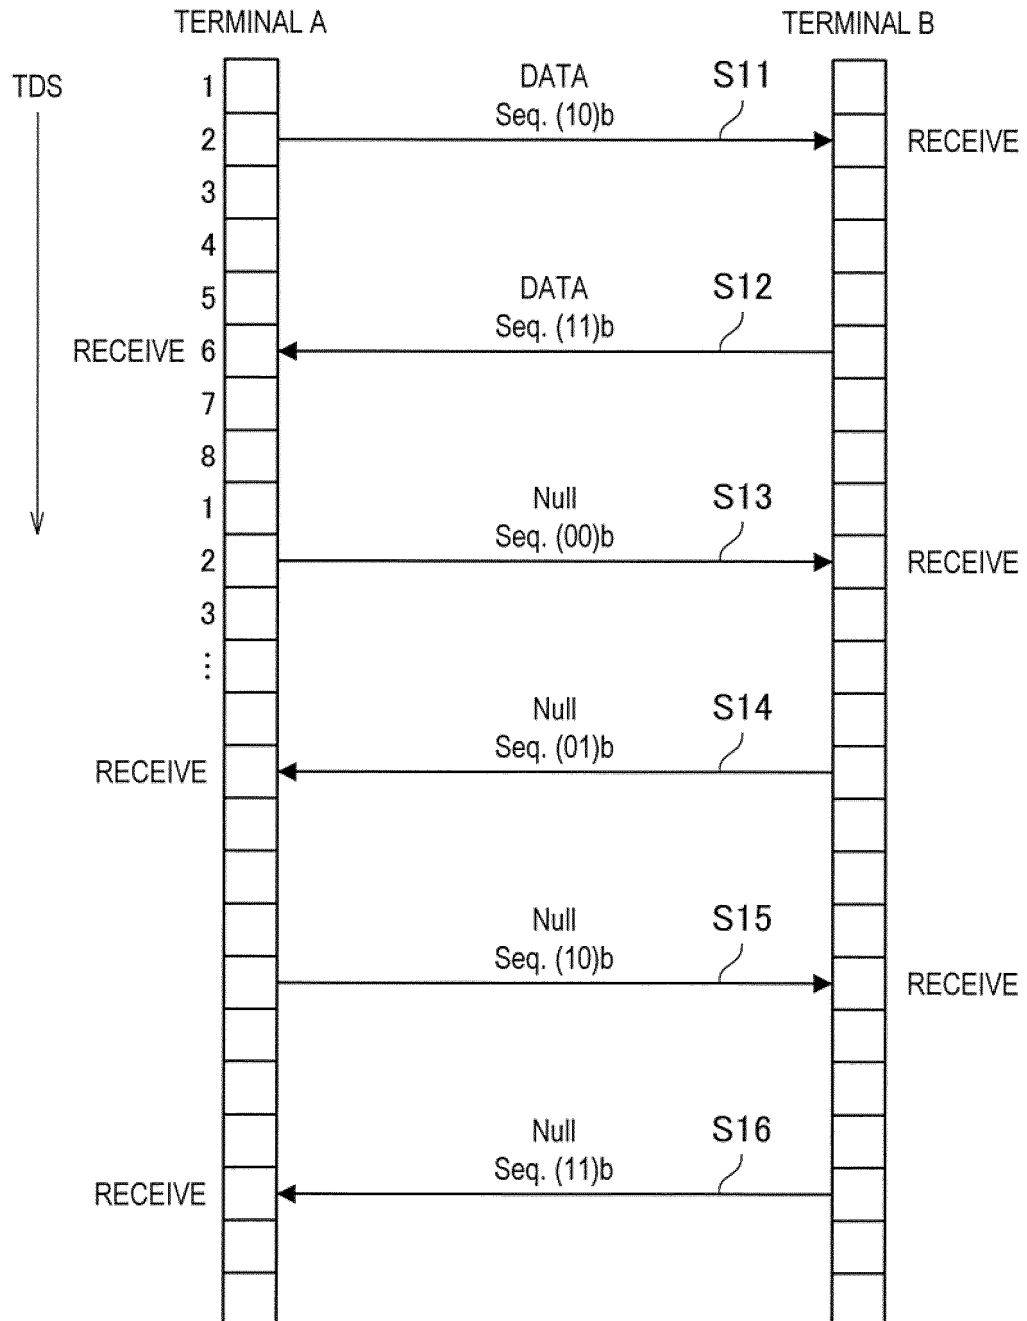 TERMINAL A
TERMINAL B
TDS
1
DATA
S11
2
Seq. (10)b
RECEIVE
3
4
5
DATA
S12
RECEIVE
6
Seq. (11)b
7
8
1
Null
S13
2
Seq. (00)b
RECEIVE
3
⋮
Null
S14
Seq. (01)b
RECEIVE
Null
S15
Seq. (10)b
RECEIVE
Null
S16
Seq. (11)b
RECEIVE